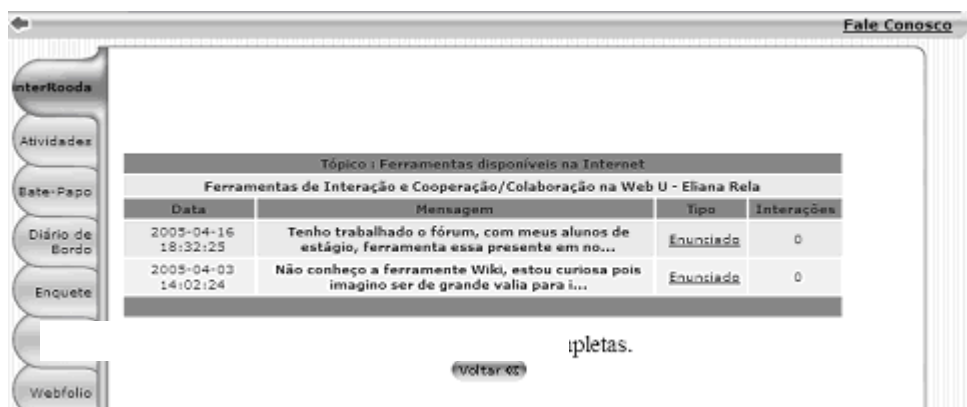 Fale Conosco
interRooda
Atividades
Bate-Papo
Diário de
Bordo
Enquete
Webfolio
Tópico : Ferramentas disponíveis na Internet
Ferramentas de Interação e Cooperação/Colaboração na Web U - Eliana Rela
Data Mensagem Tipo Interações
2005-04-16
18:32:25
Tenho trabalhado o fórum, com meus alunos de
estágio, ferramenta essa presente em no...
Enunciado
0
2005-04-03
14:02:24
Não conheço a ferramente Wiki, estou curiosa pois
imagino ser de grande valia para i...
Enunciado
0
pletas.
Voltar